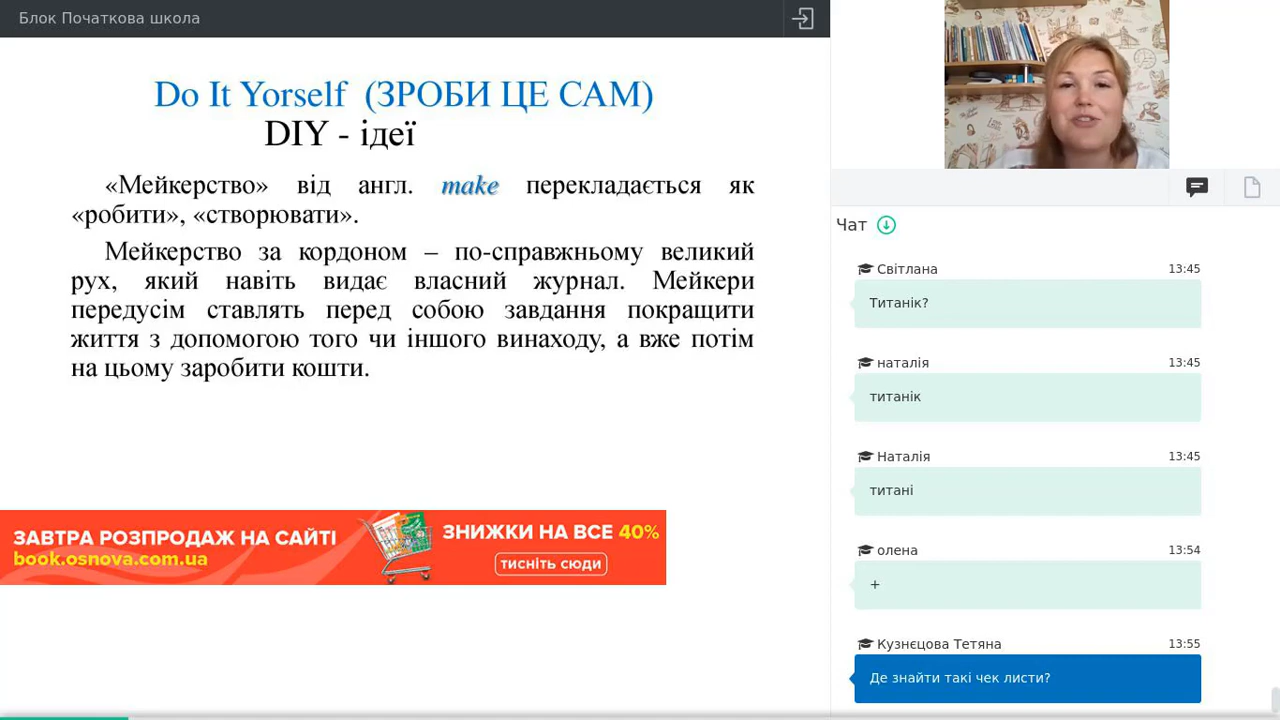 Блок Початкова школа
Do It Yorself (ЗРОБИ ЦЕ САМ)
DIY - ідеї
«Мейкерство» від англ. make перекладається як
«робити», «створювати».
Мейкерство за кордоном – по-справжньому великий
рух, який навіть видає власний журнал. Мейкери
передусім ставлять перед собою завдання покращити
життя з допомогою того чи іншого винаходу, а вже потім
на цьому заробити кошти.
ЗАВТРА РОЗПРОДАЖ НА САЙТІ
book.osnova.com.ua
ЗНИЖКИ НА ВСЕ 40%
тисніть сюди
Чат
Світлана 13:45
Титанік?
наталія 13:45
титанік
Наталія 13:45
титані
олена 13:54
+
Кузнєцова Тетяна 13:55
Де знайти такі чек листи?